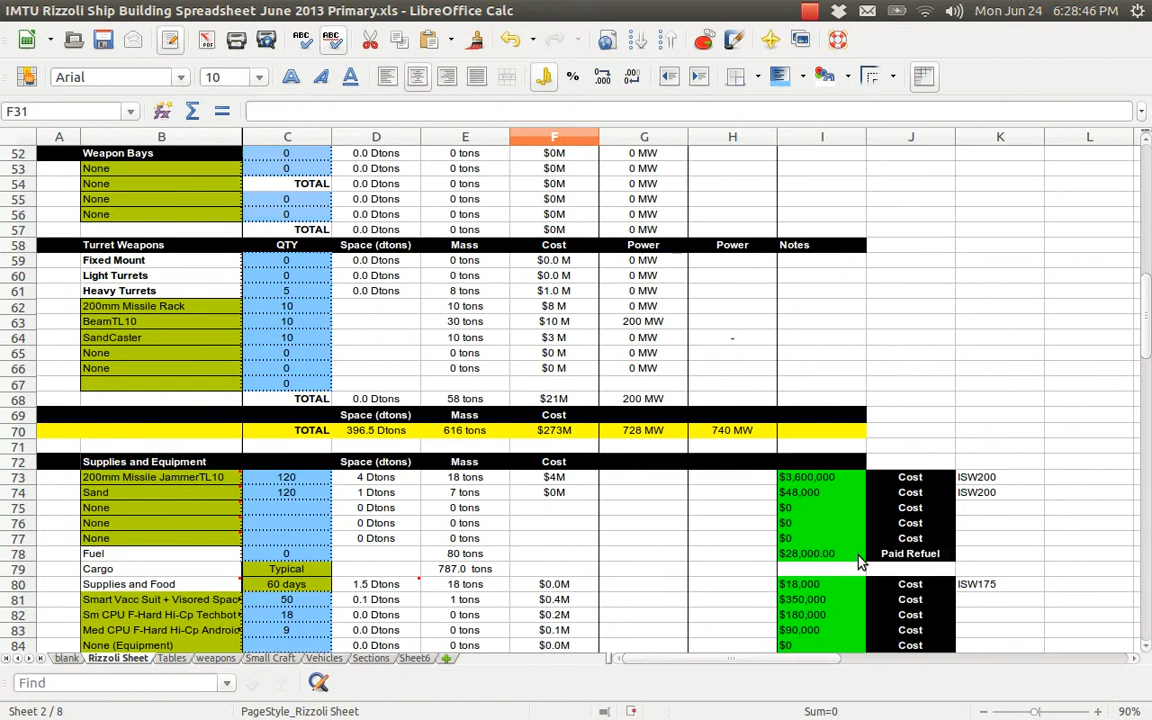 IMTU Rizzoli Ship Building Spreadsheet June 2013 Primary.xls - LibreOffice Calc Mon Jun 24 6:28:46 PM
Arial 10
F31
A B C D E F G H I J K L
52 Weapon Bays 0 0.0 Dtons 0 tons $0M 0 MW
53 None 0 0.0 Dtons 0 tons $0M 0 MW
54 None TOTAL 0.0 Dtons 0 tons $0M 0 MW
55 None 0 0.0 Dtons 0 tons $0M 0 MW
56 None 0 0.0 Dtons 0 tons $0M 0 MW
57 TOTAL 0.0 Dtons 0 tons $0M 0 MW
58 Turret Weapons QTY Space (dtons) Mass Cost Power Power Notes
59 Fixed Mount 0 0.0 Dtons 0 tons $0.0 M 0 MW
60 Light Turrets 0 0.0 Dtons 0 tons $0.0 M 0 MW
61 Heavy Turrets 5 0.0 Dtons 8 tons $1.0 M 0 MW
62 200mm Missile Rack 10 10 tons $8 M 0 MW
63 BeamTL10 10 30 tons $10 M 200 MW
64 SandCaster 10 10 tons $3 M 0 MW -
65 None 0 0 tons $0 M 0 MW
66 None 0 0 tons $0 M 0 MW
67 0
68 TOTAL 0.0 Dtons 58 tons $21M 200 MW
69 Space (dtons) Mass Cost
70 TOTAL 396.5 Dtons 616 tons $273M 728 MW 740 MW
71
72 Supplies and Equipment Space (dtons) Mass Cost
73 200mm Missile JammerTL10 120 4 Dtons 18 tons $4M $3,600,000 Cost ISW200
74 Sand 120 1 Dtons 7 tons $0M $48,000 Cost ISW200
75 None 0 Dtons 0 tons $0 Cost
76 None 0 Dtons 0 tons $0 Cost
77 None 0 Dtons 0 tons $0 Cost
78 Fuel 0 80 tons $28,000.00 Paid Refuel
79 Cargo Typical 787.0 tons
80 Supplies and Food 60 days 1.5 Dtons 18 tons $0.0M $18,000 Cost ISW175
81 Smart Vacc Suit + Visored Spac 50 0.1 Dtons 1 tons $0.4M $350,000 Cost
82 Sm CPU F-Hard Hi-Cp Techbot 18 0.0 Dtons 0 tons $0.2M $180,000 Cost
83 Med CPU F-Hard Hi-Cp Androi 9 0.0 Dtons 0 tons $0.1M $90,000 Cost
84 None (Equipment) 0.0 Dtons 0 tons $0.0M $0 Cost
blank Rizzoli Sheet Tables weapons Small Craft Vehicles Sections Sheet6
Find
Sheet 2 / 8 PageStyle_Rizzoli Sheet Sum=0 90%